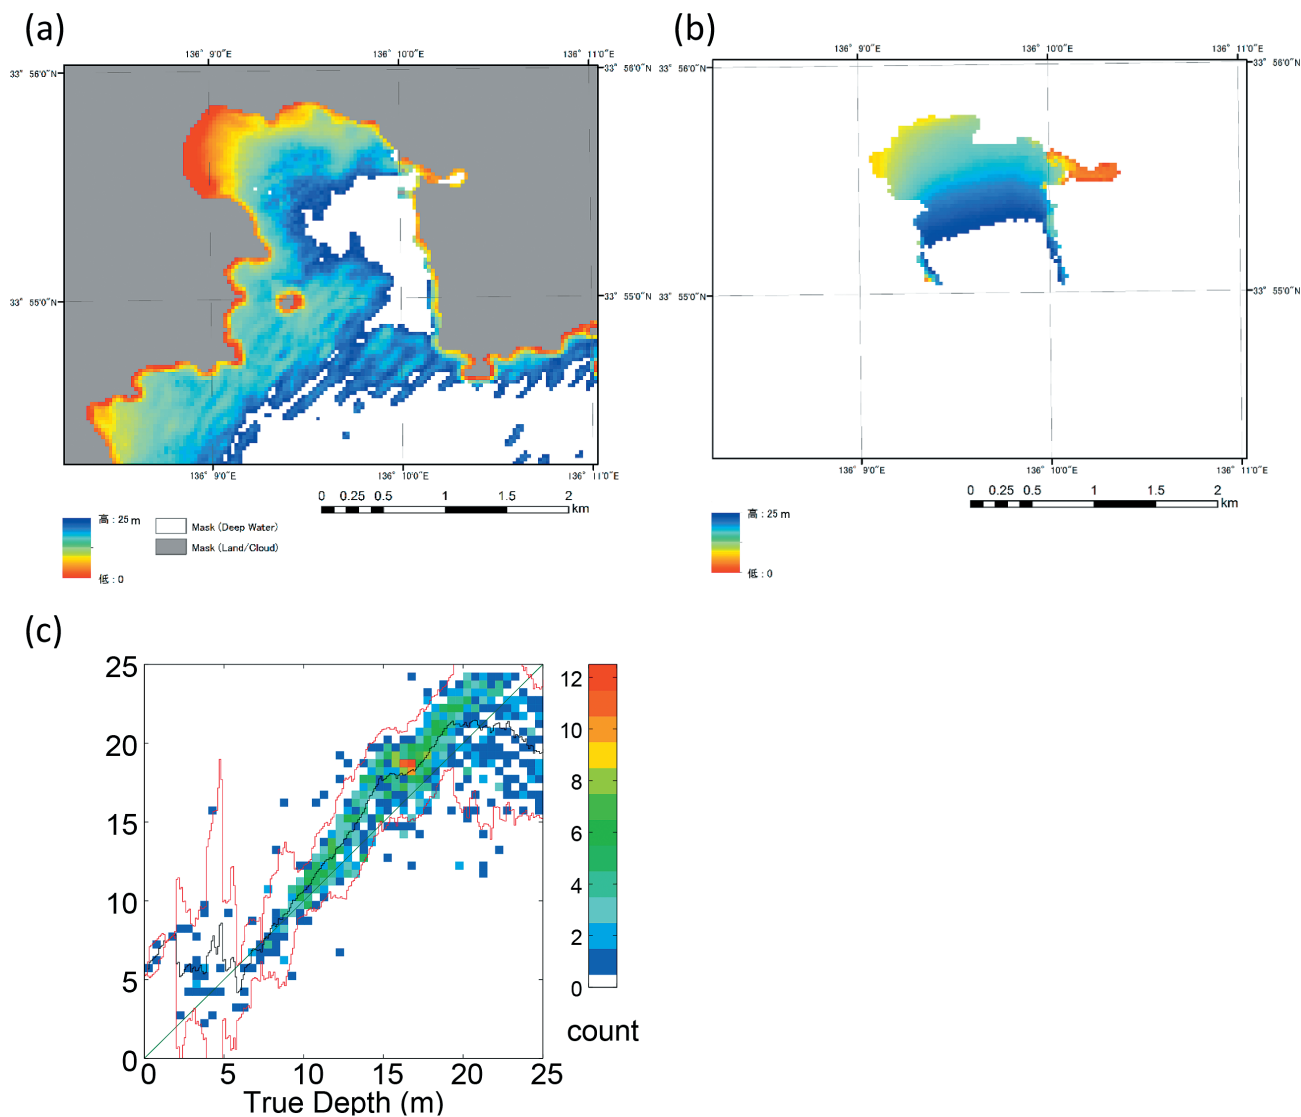 (a)
136° 9'0"E
136° 10'0"E
136° 11'0"E
33° 56'0"N
33° 56'0"N
33° 55'0"N
33° 55'0"N
136° 9'0"E
136° 10'0"E
136° 11'0"E
0 0.25 0.5 1 1.5 2
km
高 : 25 m
低 : 0
Mask (Deep Water)
Mask (Land/Cloud)
(b)
136° 9'0"E
136° 10'0"E
136° 11'0"E
33° 56'0"N
33° 56'0"N
33° 55'0"N
33° 55'0"N
136° 9'0"E
136° 10'0"E
136° 11'0"E
0 0.25 0.5 1 1.5 2
km
高 : 25 m
低 : 0
(c)
25
20
15
10
5
0
0 5 10 15 20 25
True Depth (m)
12
10
8
6
4
2
0
count